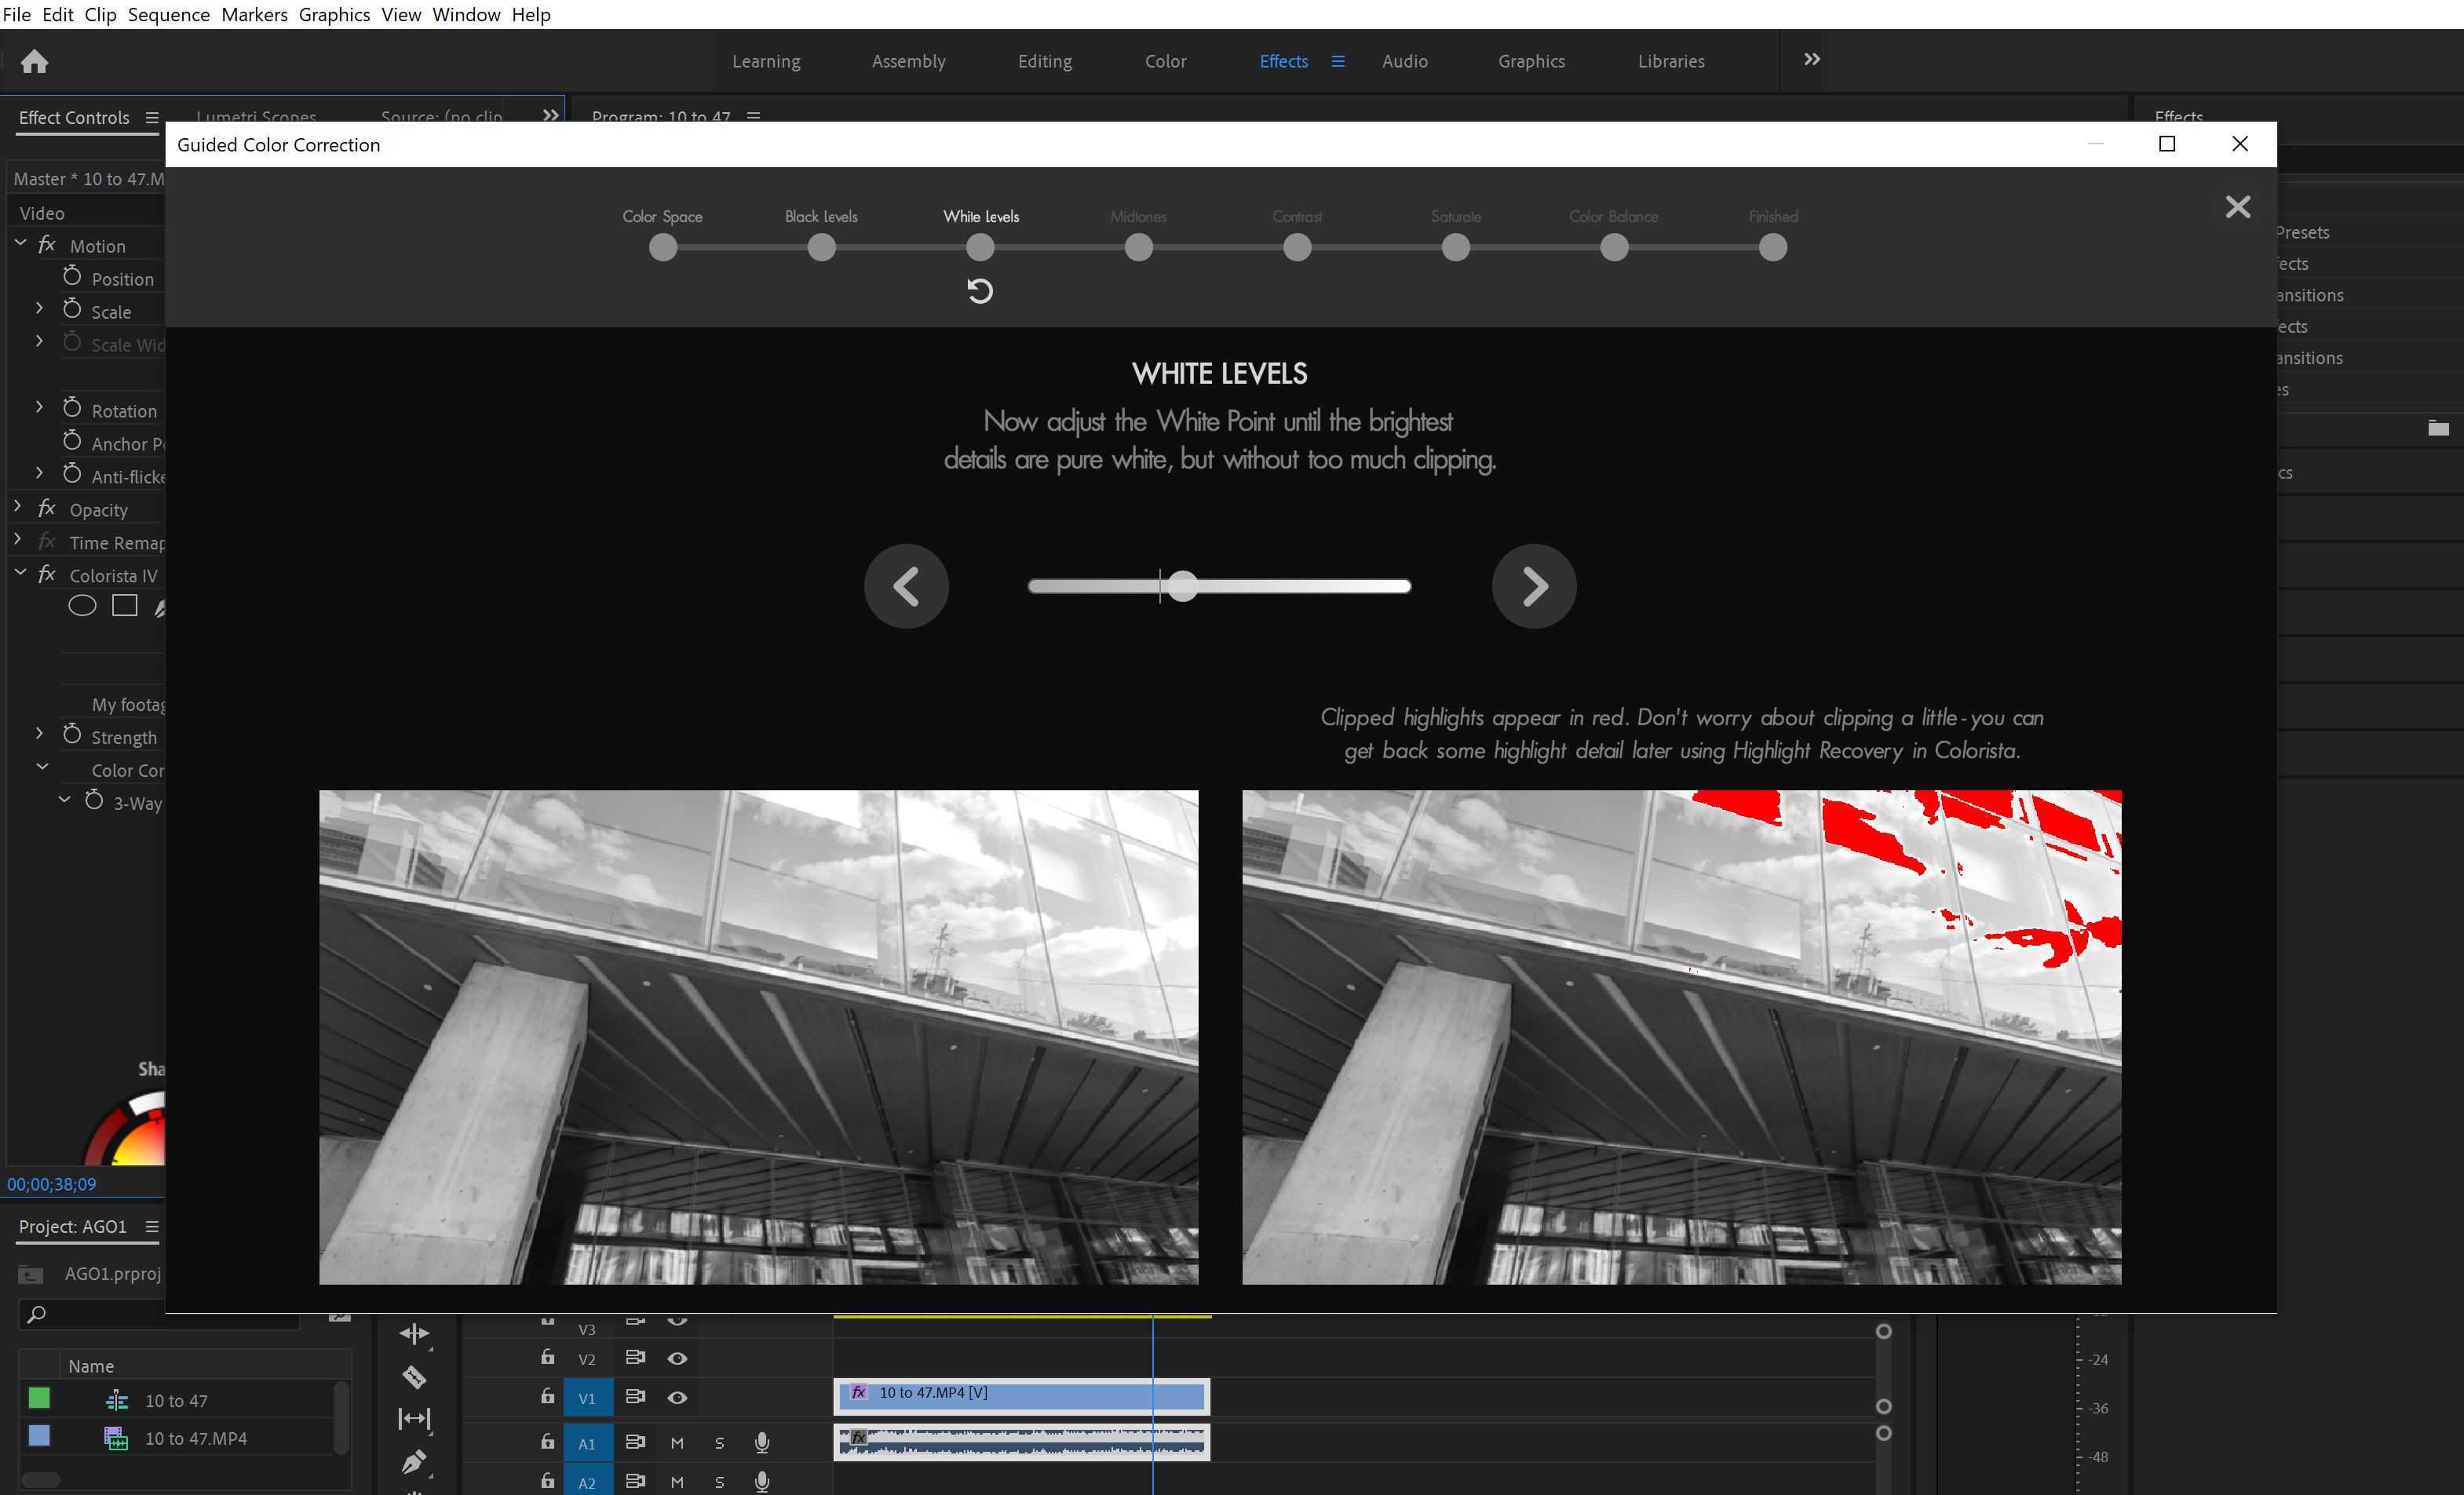 File Edit Clip Sequence Markers Graphics View Window Help
Learning Assembly Editing Color Effects Audio Graphics Libraries
Effect Controls Lumetri Scopes Source: (no clip Program: 10 to 47 Effects
Guided Color Correction
Master * 10 to 47.M
Video
Motion
Position
Scale
Scale Wid
Rotation
Anchor P
Anti-flicke
Opacity
Time Remap
Colorista IV
My footag
Strength
Color Cor
3-Way
Sha
00;00;38;09
Color Space Black levels White levels Midtones Contrast Saturate Color Balance Finished
WHITE LEVELS
Now adjust the White Point until the brightest
details are pure white, but without too much clipping.
Clipped highlights appear in red. Don't worry about clipping a little-you can
get back some highlight detail later using Highlight Recovery in Colorista.
Presets
fects
ansitions
ects
ansitions
es
cs
Project: AGO1
AGO1.prproj
Name
10 to 47
10 to 47.MP4
V3
V2
V1
10 to 47.MP4 [V]
A1 M S
A2 M S
-24
-36
-48